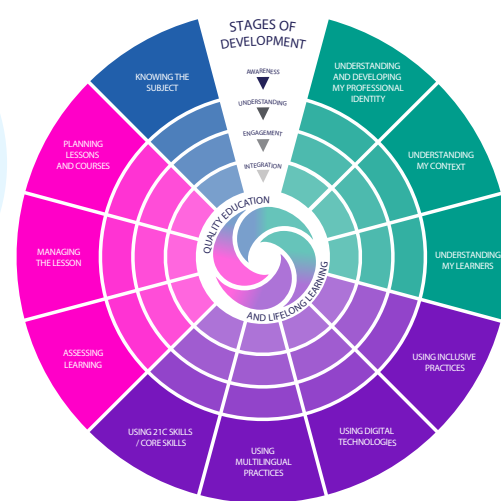 STAGES OF
DEVELOPMENT
AWARENESS
UNDERSTANDING
ENGAGEMENT
INTEGRATION
UNDERSTANDING
AND DEVELOPING
MY PROFESSIONAL
IDENTITY
UNDERSTANDING
MY CONTEXT
UNDERSTANDING
MY LEARNERS
USING INCLUSIVE
PRACTICES
USING DIGITAL
TECHNOLOGIES
USING
MULTILINGUAL
PRACTICES
USING 21C SKILLS
/ CORE SKILLS
ASSESSING
LEARNING
MANAGING
THE LESSON
PLANNING
LESSONS
AND COURSES
KNOWING THE
SUBJECT
QUALITY EDUCATION
AND LIFELONG LEARNING